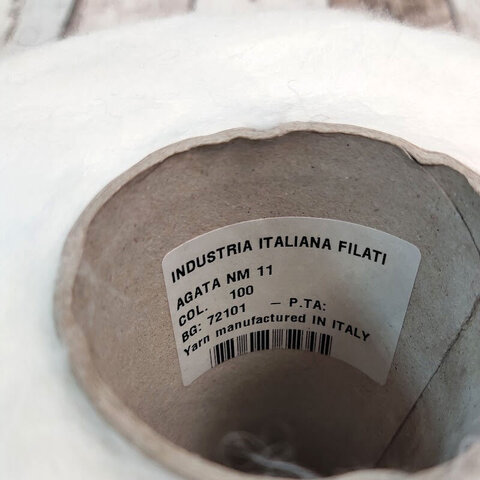 INDUSTRIA ITALIANA FILATI
AGATA NM 11
COL. 100
BG: 72101 - P.TA:
Yarn manufactured IN ITALY